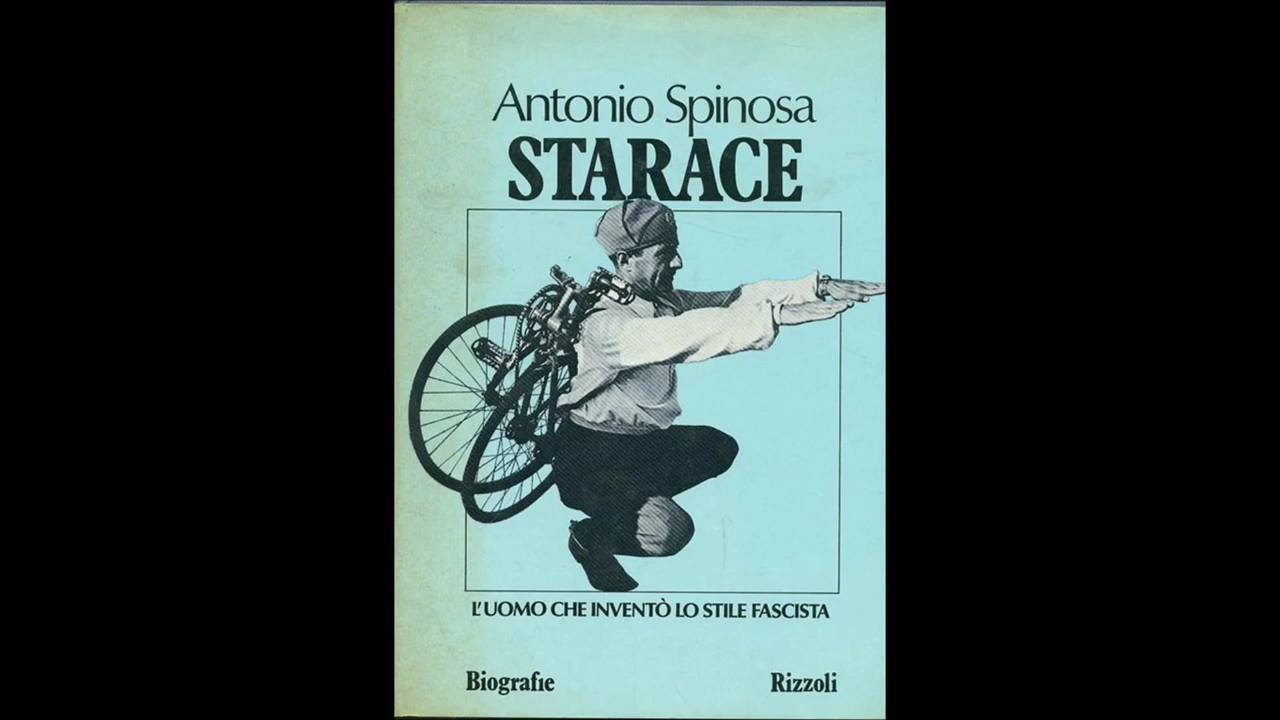 Antonio Spinosa
STARACE
L'UOMO CHE INVENTÒ LO STILE FASCISTA
Biografie
Rizzoli